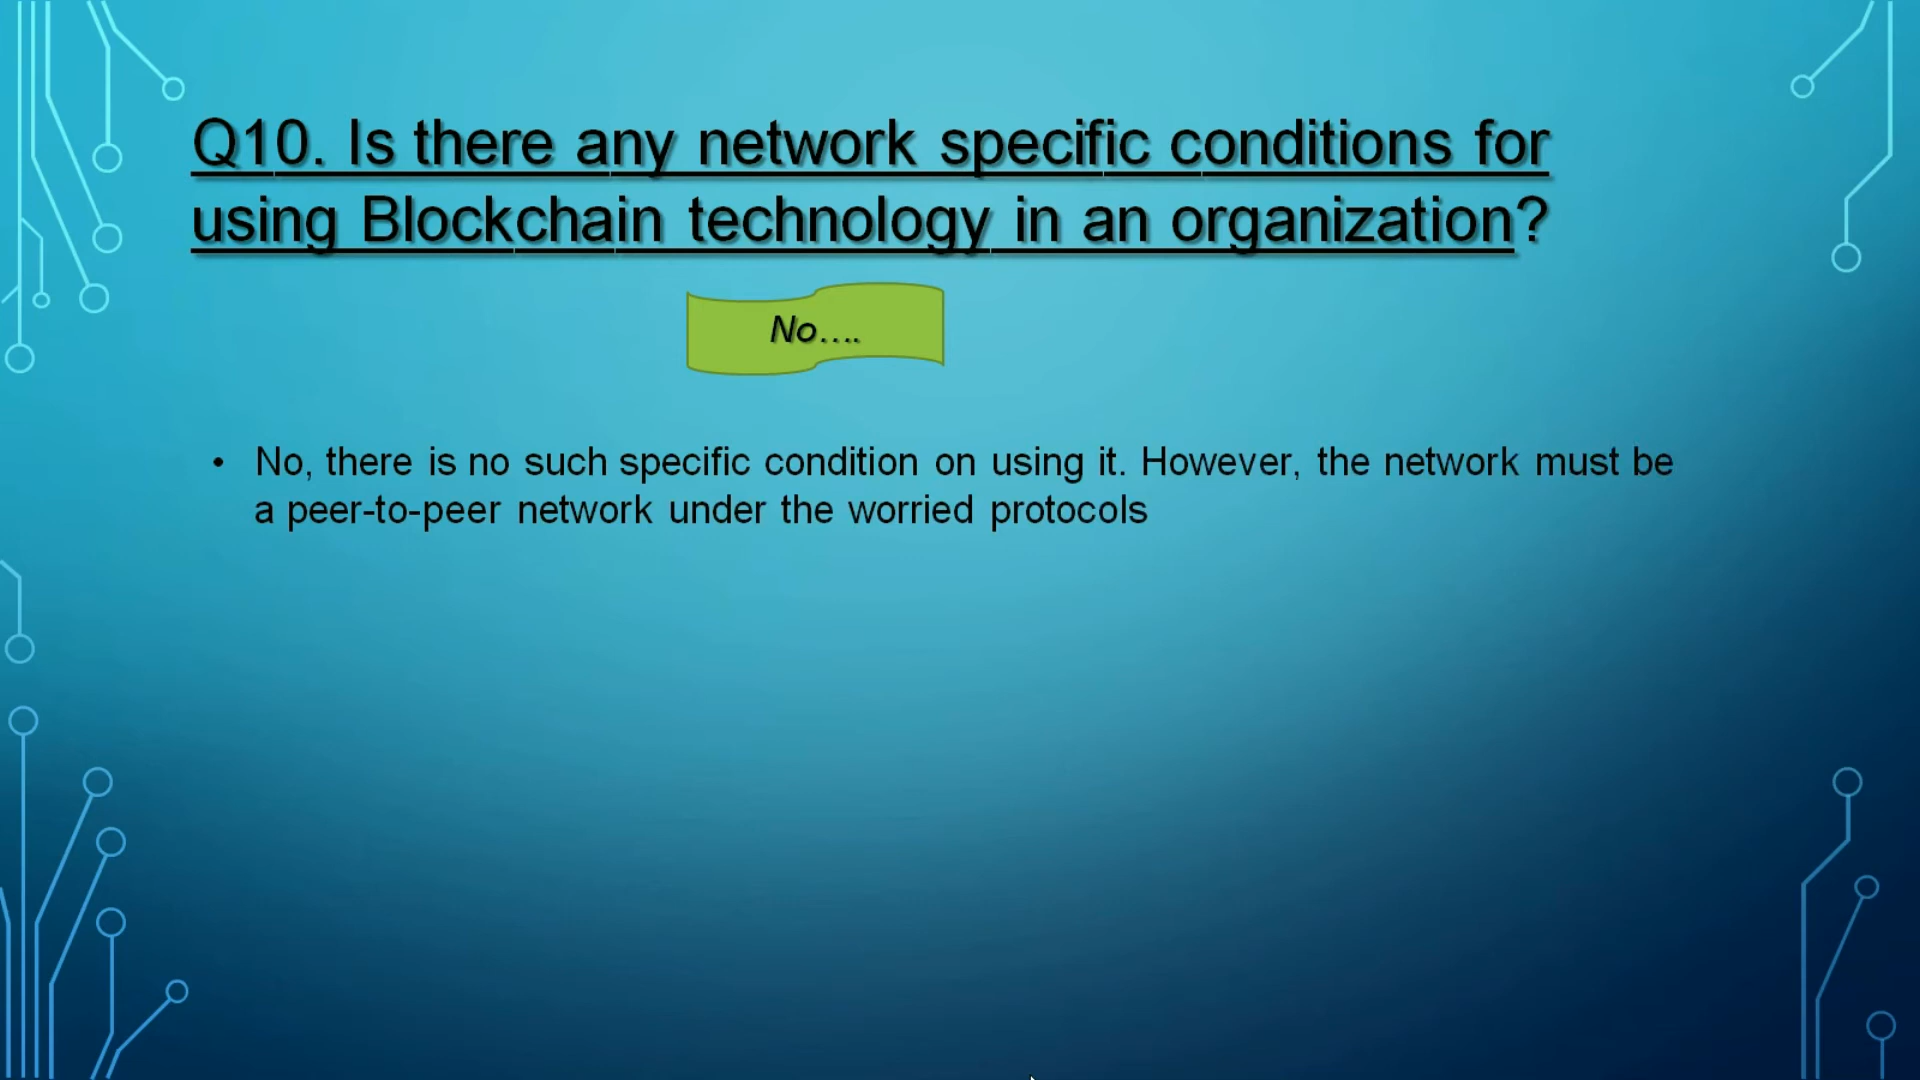 Q10. Is there any network specific conditions for
using Blockchain technology in an organization?
No....
• No, there is no such specific condition on using it. However, the network must be
a peer-to-peer network under the worried protocols